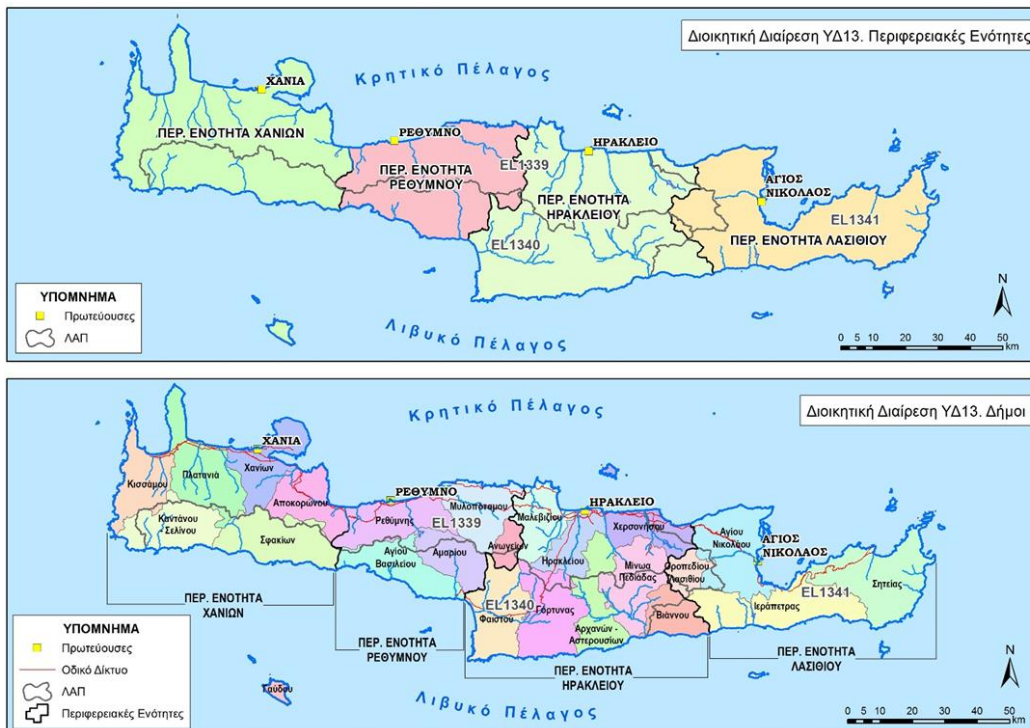 Διοικητική Διαίρεση ΥΔ13. Περιφερειακές Ενότητες
Κρητικό Πέλαγος
ΧΑΝΙΑ
ΡΕΘΥΜΝΟ
ΗΡΑΚΛΕΙΟ
ΠΕΡ. ΕΝΟΤΗΤΑ ΧΑΝΙΩΝ
EL1339
ΠΕΡ. ΕΝΟΤΗΤΑ
ΡΕΘΥΜΝΟΥ
ΑΓΙΟΣ
ΝΙΚΟΛΑΟΣ
ΠΕΡ. ΕΝΟΤΗΤΑ
ΗΡΑΚΛΕΙΟΥ
EL1341
EL1340
ΠΕΡ. ΕΝΟΤΗΤΑ ΛΑΣΙΘΙΟΥ
ΥΠΟΜΝΗΜΑ
Πρωτεύουσες
ΛΑΠ
Λιβυκό Πέλαγος
N
0 5 10 20 30 40 50
km
Διοικητική Διαίρεση ΥΔ13. Δήμοι
Κρητικό Πέλαγος
ΧΑΝΙΑ
Πλατανιά
Χανίων
Κισσάμου
Αποκορώνου
ΡΕΘΥΜΝΟ
ΗΡΑΚΛΕΙΟ
Μυλοποτάμου
Μαλεβιζίου
Χερσονήσου
Ρεθύμνης
EL1339
Αγίου
Νικολάου
Καντάνου
Σελίνου
Σφακίων
Ανωγείων
ΑΓΙΟΣ
ΝΙΚΟΛΑΟΣ
Αγίου
Βασιλείου
Αμαρίου
Ηρακλείου
Μίνωα
Πεδιάδας
Οροπεδίου
Λασιθίου
Σητείας
EL1341
EL1340
Φαιστού
Γόρτυνας
Ιεράπετρας
Βιάννου
Αρχανών -
Αστερουσίων
ΠΕΡ. ΕΝΟΤΗΤΑ
ΧΑΝΙΩΝ
ΠΕΡ. ΕΝΟΤΗΤΑ
ΡΕΘΥΜΝΟΥ
ΠΕΡ. ΕΝΟΤΗΤΑ
ΗΡΑΚΛΕΙΟΥ
ΠΕΡ. ΕΝΟΤΗΤΑ
ΛΑΣΙΘΙΟΥ
ΥΠΟΜΝΗΜΑ
Πρωτεύουσες
Οδικό Δίκτυο
ΛΑΠ
Περιφερειακές Ενότητες
Γαύδου
Λιβυκό Πέλαγος
N
0 5 10 20 30 40 50
km